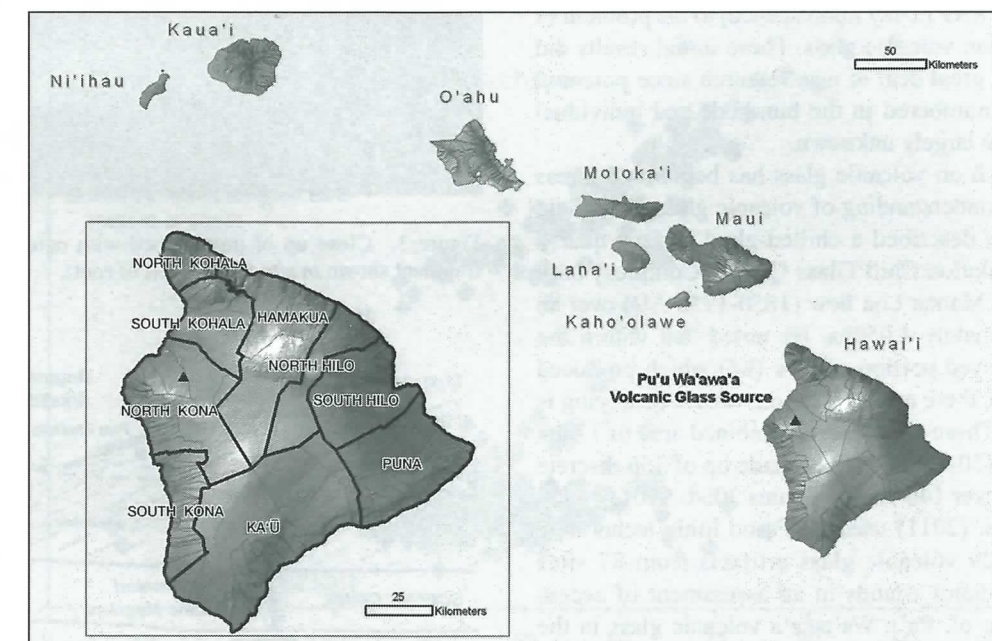 Kaua'i
Ni'ihau
50
Kilometers
O'ahu
Moloka'i
Maui
Lana'i
Kaho'olawe
Hawai'i
Pu'u Wa'awa'a
Volcanic Glass Source
NORTH KOHALA
SOUTH KOHALA
HAMAKUA
NORTH HILO
SOUTH HILO
NORTH KONA
PUNA
SOUTH KONA
KA'Ū
25
Kilometers